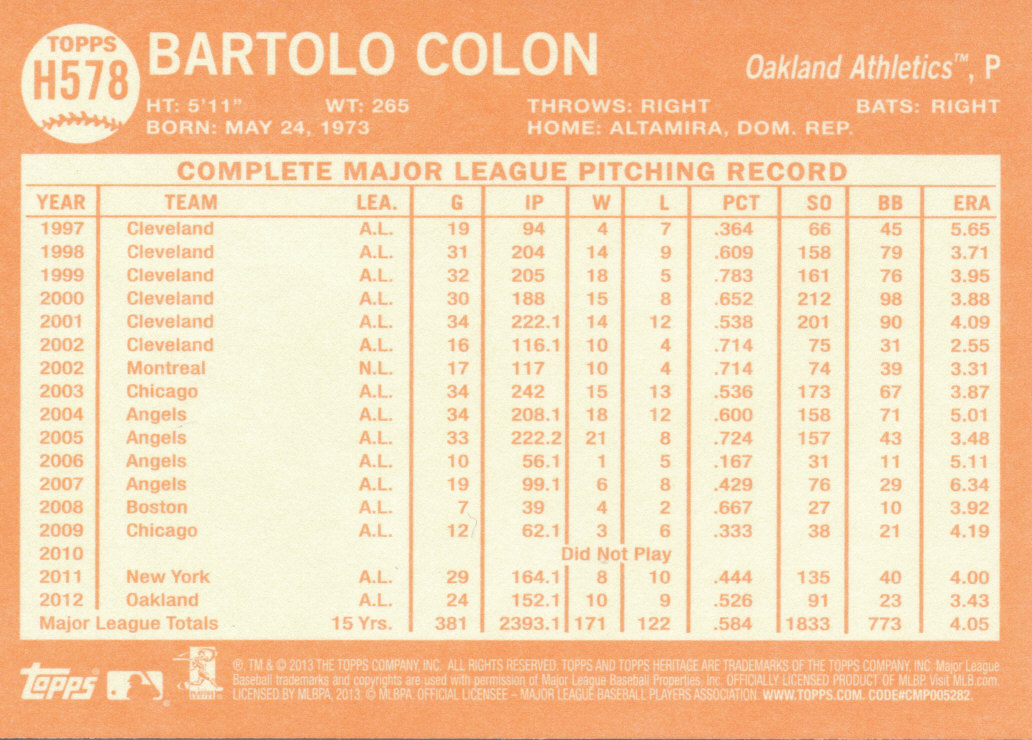 TOPPS
H578
BARTOLO COLON
Oakland Athletics™, P
HT: 5'11" WT: 265 THROWS: RIGHT BATS: RIGHT
BORN: MAY 24, 1973 HOME: ALTAMIRA, DOM. REP.
COMPLETE MAJOR LEAGUE PITCHING RECORD
YEAR TEAM LEA. G IP W L PCT SO BB ERA
1997 Cleveland A.L. 19 94 4 7 .364 66 45 5.65
1998 Cleveland A.L. 31 204 14 9 .609 158 79 3.71
1999 Cleveland A.L. 32 205 18 5 .783 161 76 3.95
2000 Cleveland A.L. 30 188 15 8 .652 212 98 3.88
2001 Cleveland A.L. 34 222.1 14 12 .538 201 90 4.09
2002 Cleveland A.L. 16 116.1 10 4 .714 75 31 2.55
2002 Montreal N.L. 17 117 10 4 .714 74 39 3.31
2003 Chicago A.L. 34 242 15 13 .536 173 67 3.87
2004 Angels A.L. 34 208.1 18 12 .600 158 71 5.01
2005 Angels A.L. 33 222.2 21 8 .724 157 43 3.48
2006 Angels A.L. 10 56.1 1 5 .167 31 11 5.11
2007 Angels A.L. 19 99.1 6 8 .429 76 29 6.34
2008 Boston A.L. 7 39 4 2 .667 27 10 3.92
2009 Chicago A.L. 12 62.1 3 6 .333 38 21 4.19
2010 Did Not Play
2011 New York A.L. 29 164.1 8 10 .444 135 40 4.00
2012 Oakland A.L. 24 152.1 10 9 .526 91 23 3.43
Major League Totals 15 Yrs. 381 2393.1 171 122 .584 1833 773 4.05
Topps
®, TM & © 2013 THE TOPPS COMPANY, INC. ALL RIGHTS RESERVED. TOPPS AND TOPPS HERITAGE ARE TRADEMARKS OF THE TOPPS COMPANY, INC. Major League
Baseball trademarks and copyrights are used with permission of Major League Baseball Properties, Inc. OFFICIALLY LICENSED PRODUCT OF MLBP. Visit MLB.com.
LICENSED BY MLBPA, 2013. © MLBPA. OFFICIAL LICENSEE – MAJOR LEAGUE BASEBALL PLAYERS ASSOCIATION. WWW.TOPPS.COM. CODE#CMP005282.